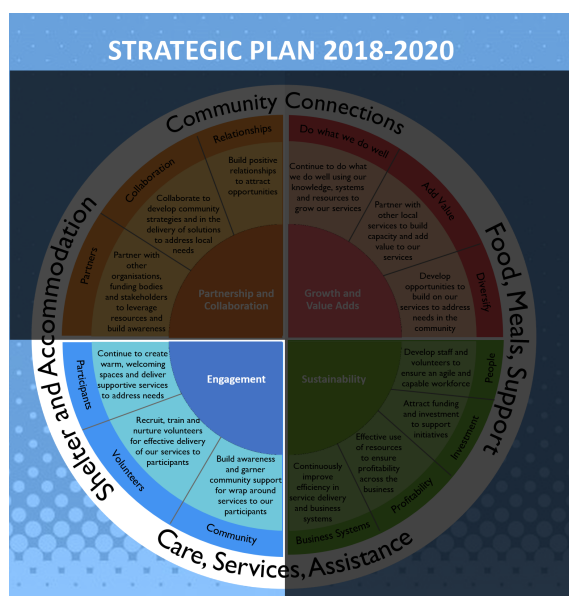 STRATEGIC PLAN 2018-2020
Community Connections
Food, Meals, Support
Care, Services, Assistance
Shelter and Accommodation
Relationships
Build positive
relationships
to attract
opportunities
Collaboration
Collaborate to
develop community
strategies and in the
delivery of solutions
to address local
needs
Partners
Partner with
other
organisations,
funding bodies
and stakeholders
to leverage
resources and
build awareness
Partnership and
Collaboration
Do what we do well
Continue to do what
we do well using our
knowledge, systems
and resources to
grow our services
Add Value
Partner with other
local services to build
capacity and add
value to our
services
Diversify
Develop
opportunities to
build on our
services to address
needs in the
community
Growth and
Value Adds
Participants
Continue to create
warm, welcoming
spaces and deliver
supportive services
to address needs
Volunteers
Recruit, train and
nurture volunteers
for effective delivery
of our services to
participants
Community
Build awareness
and garner
community support
for wrap around
services to our
participants
Engagement
Sustainability
People
Develop staff and
volunteers to
ensure an agile and
capable workforce
Investment
Attract funding
and investment
to support
initiatives
Profitability
Effective use
of resources
to ensure
profitability
across the
business
Business Systems
Continuously
improve
efficiency in
service delivery
and business
systems